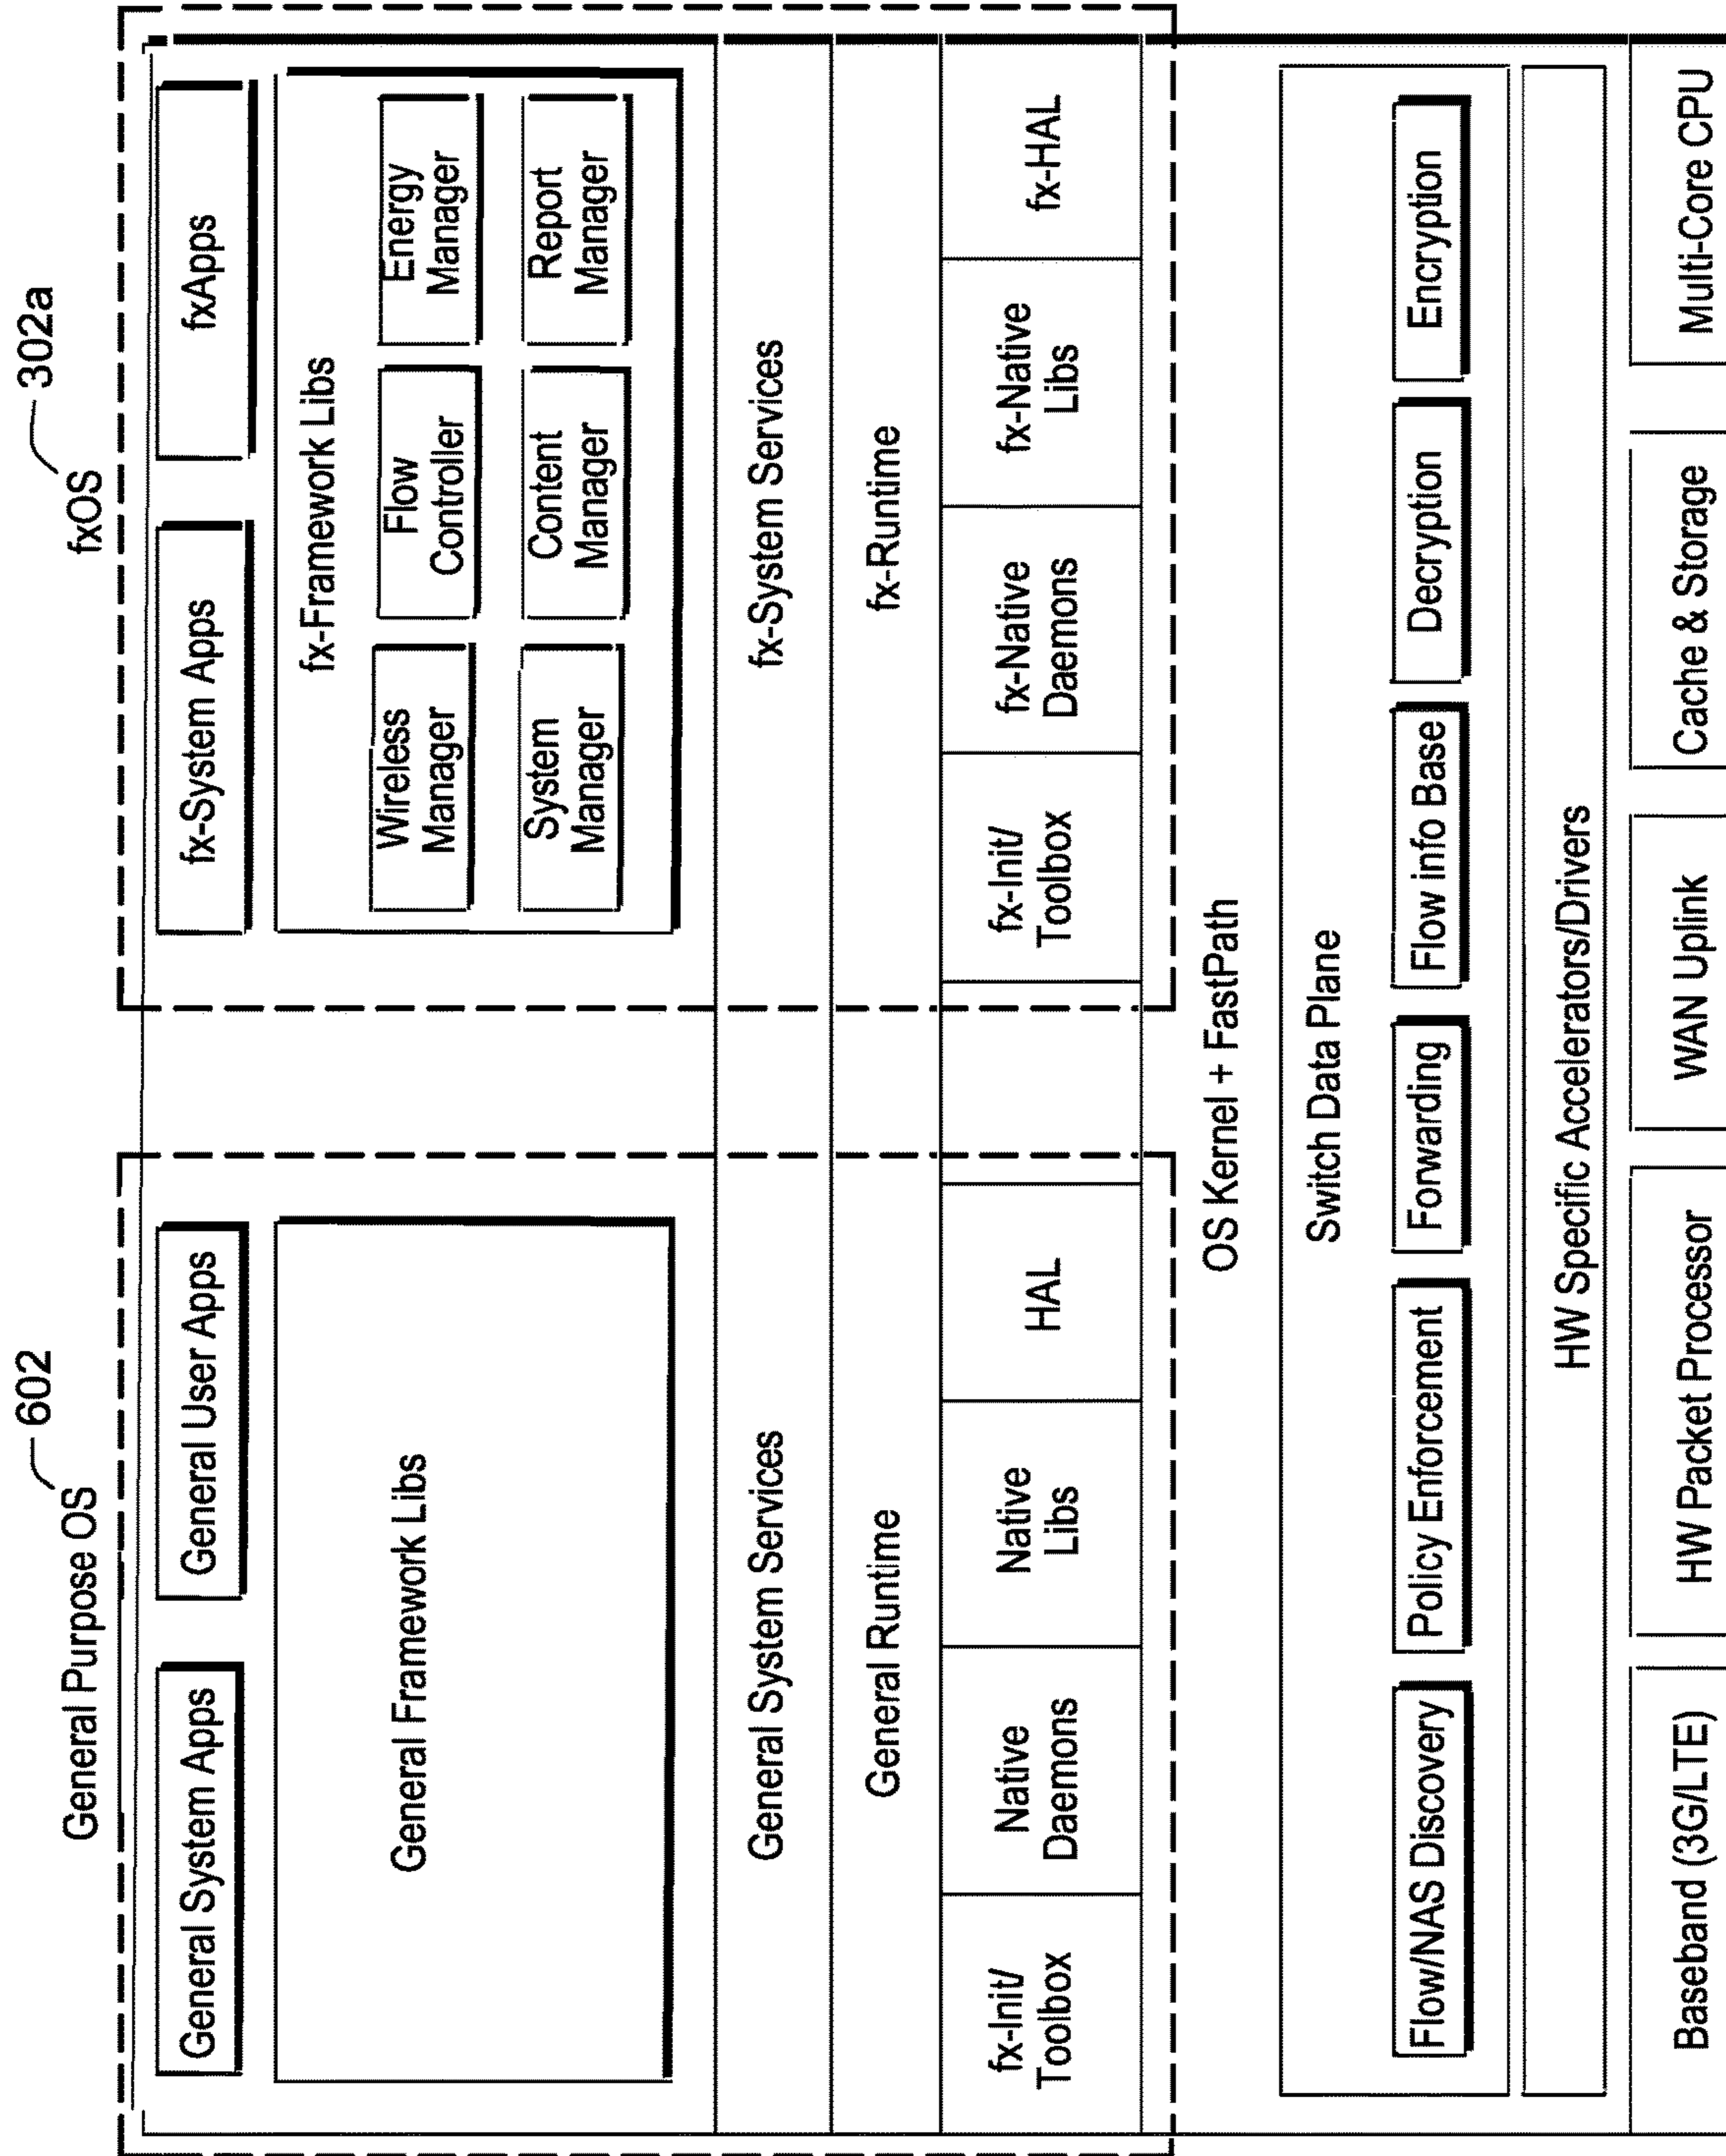 General Purpose OS
602
fxOS
302a
General System Apps
General User Apps
fx-System Apps
fxApps
General Framework Libs
fx-Framework Libs
Wireless
Manager
Flow
Controller
Energy
Manager
System
Manager
Content
Manager
Report
Manager
General System Services
fx-System Services
General Runtime
fx-Runtime
fx-Init/
Toolbox
Native
Daemons
Native
Libs
HAL
fx-Init/
Toolbox
fx-Native
Daemons
fx-Native
Libs
fx-HAL
OS Kernel + FastPath
Switch Data Plane
Flow/NAS Discovery
Policy Enforcement
Forwarding
Flow info Base
Decryption
Encryption
HW Specific Accelerators/Drivers
Baseband (3G/LTE)
HW Packet Processor
WAN Uplink
Cache & Storage
Multi-Core CPU